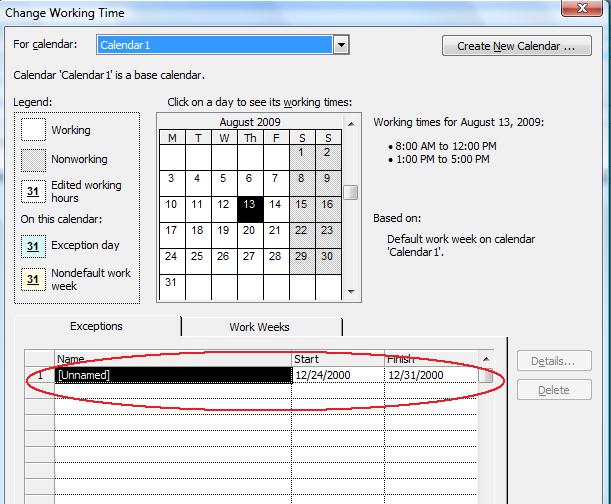 Change Working Time
For calendar: Calendar1 Create New Calendar ...
Calendar 'Calendar1' is a base calendar.
Legend:
Working
Nonworking
31 Edited working hours
On this calendar:
31 Exception day
31 Nondefault work week
Click on a day to see its working times:
August 2009
M T W Th F S S
1 2
3 4 5 6 7 8 9
10 11 12 13 14 15 16
17 18 19 20 21 22 23
24 25 26 27 28 29 30
31
Working times for August 13, 2009:
• 8:00 AM to 12:00 PM
• 1:00 PM to 5:00 PM
Based on:
Default work week on calendar
'Calendar1'.
Exceptions Work Weeks
Name Start Finish
1 [Unnamed] 12/24/2000 12/31/2000
Details...
Delete